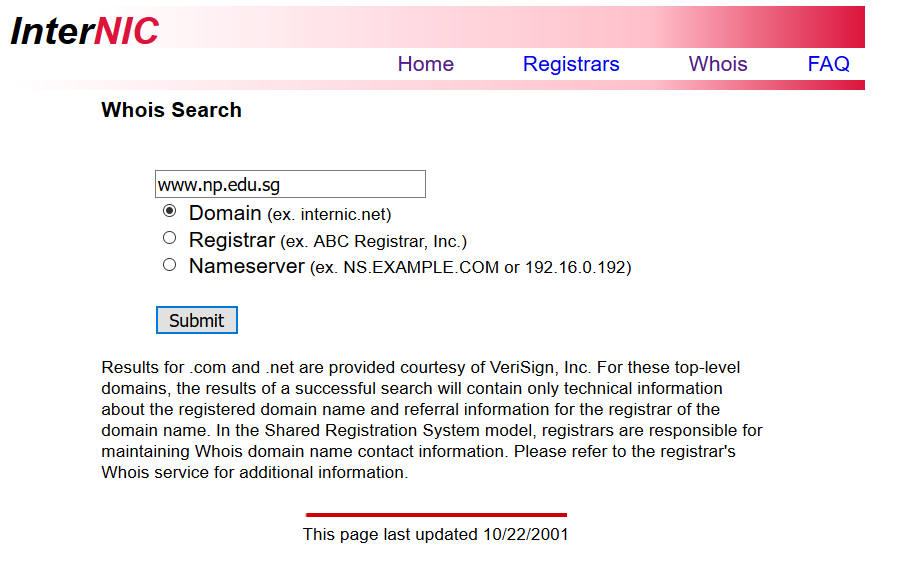 InterNIC
Home Registrars Whois FAQ
Whois Search
www.np.edu.sg
Domain (ex. internic.net)
Registrar (ex. ABC Registrar, Inc.)
Nameserver (ex. NS.EXAMPLE.COM or 192.16.0.192)
Submit
Results for .com and .net are provided courtesy of VeriSign, Inc. For these top-level
domains, the results of a successful search will contain only technical information
about the registered domain name and referral information for the registrar of the
domain name. In the Shared Registration System model, registrars are responsible for
maintaining Whois domain name contact information. Please refer to the registrar's
Whois service for additional information.
This page last updated 10/22/2001